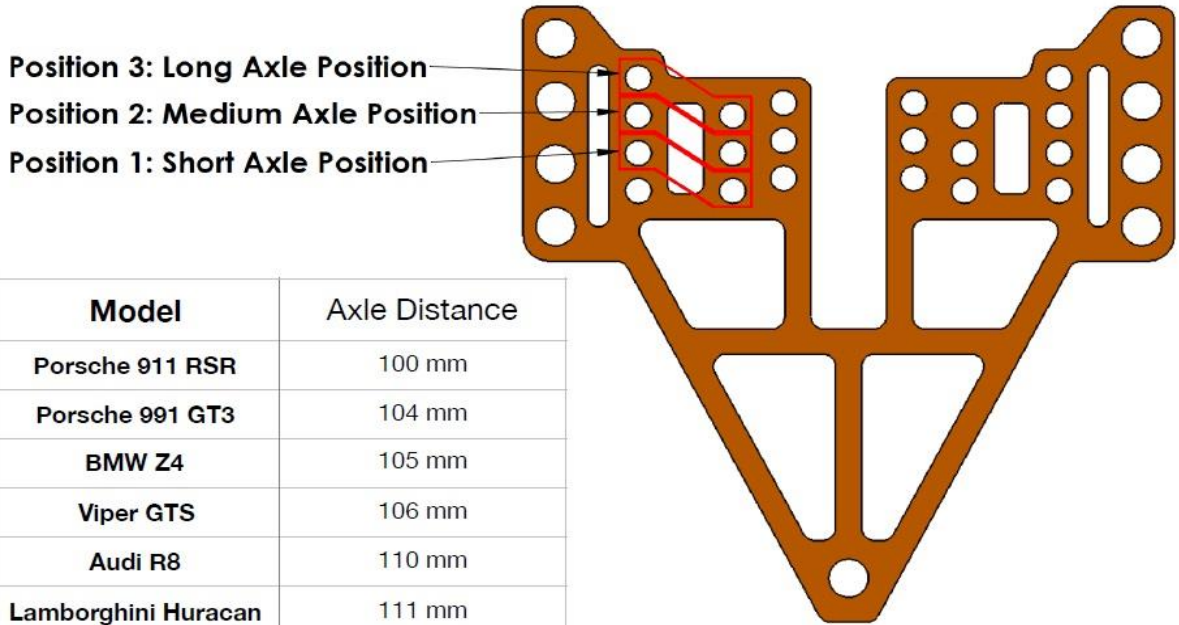 Position 3: Long Axle Position
Position 2: Medium Axle Position
Position 1: Short Axle Position
Model Axle Distance
Porsche 911 RSR 100 mm
Porsche 991 GT3 104 mm
BMW Z4 105 mm
Viper GTS 106 mm
Audi R8 110 mm
Lamborghini Huracan 111 mm